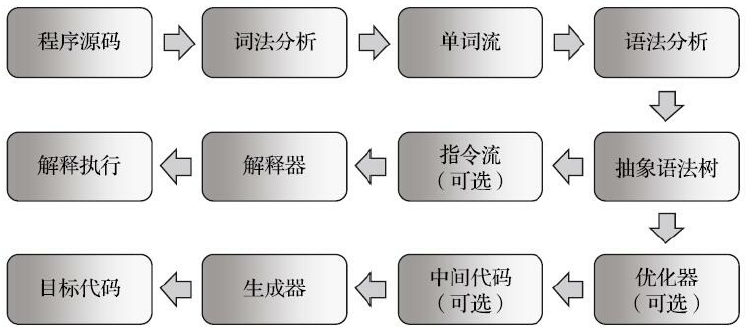 程序源码
词法分析
单词流
语法分析
解释执行
解释器
指令流
（可选）
抽象语法树
目标代码
生成器
中间代码
（可选）
优化器
（可选）